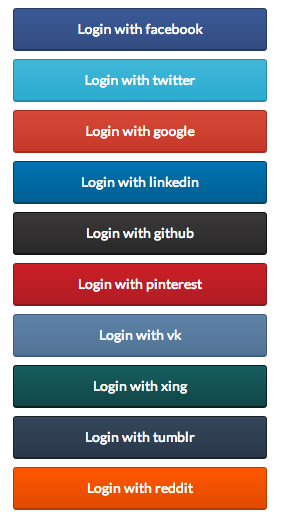 Login with facebook
Login with twitter
Login with google
Login with linkedin
Login with github
Login with pinterest
Login with vk
Login with xing
Login with tumblr
Login with reddit